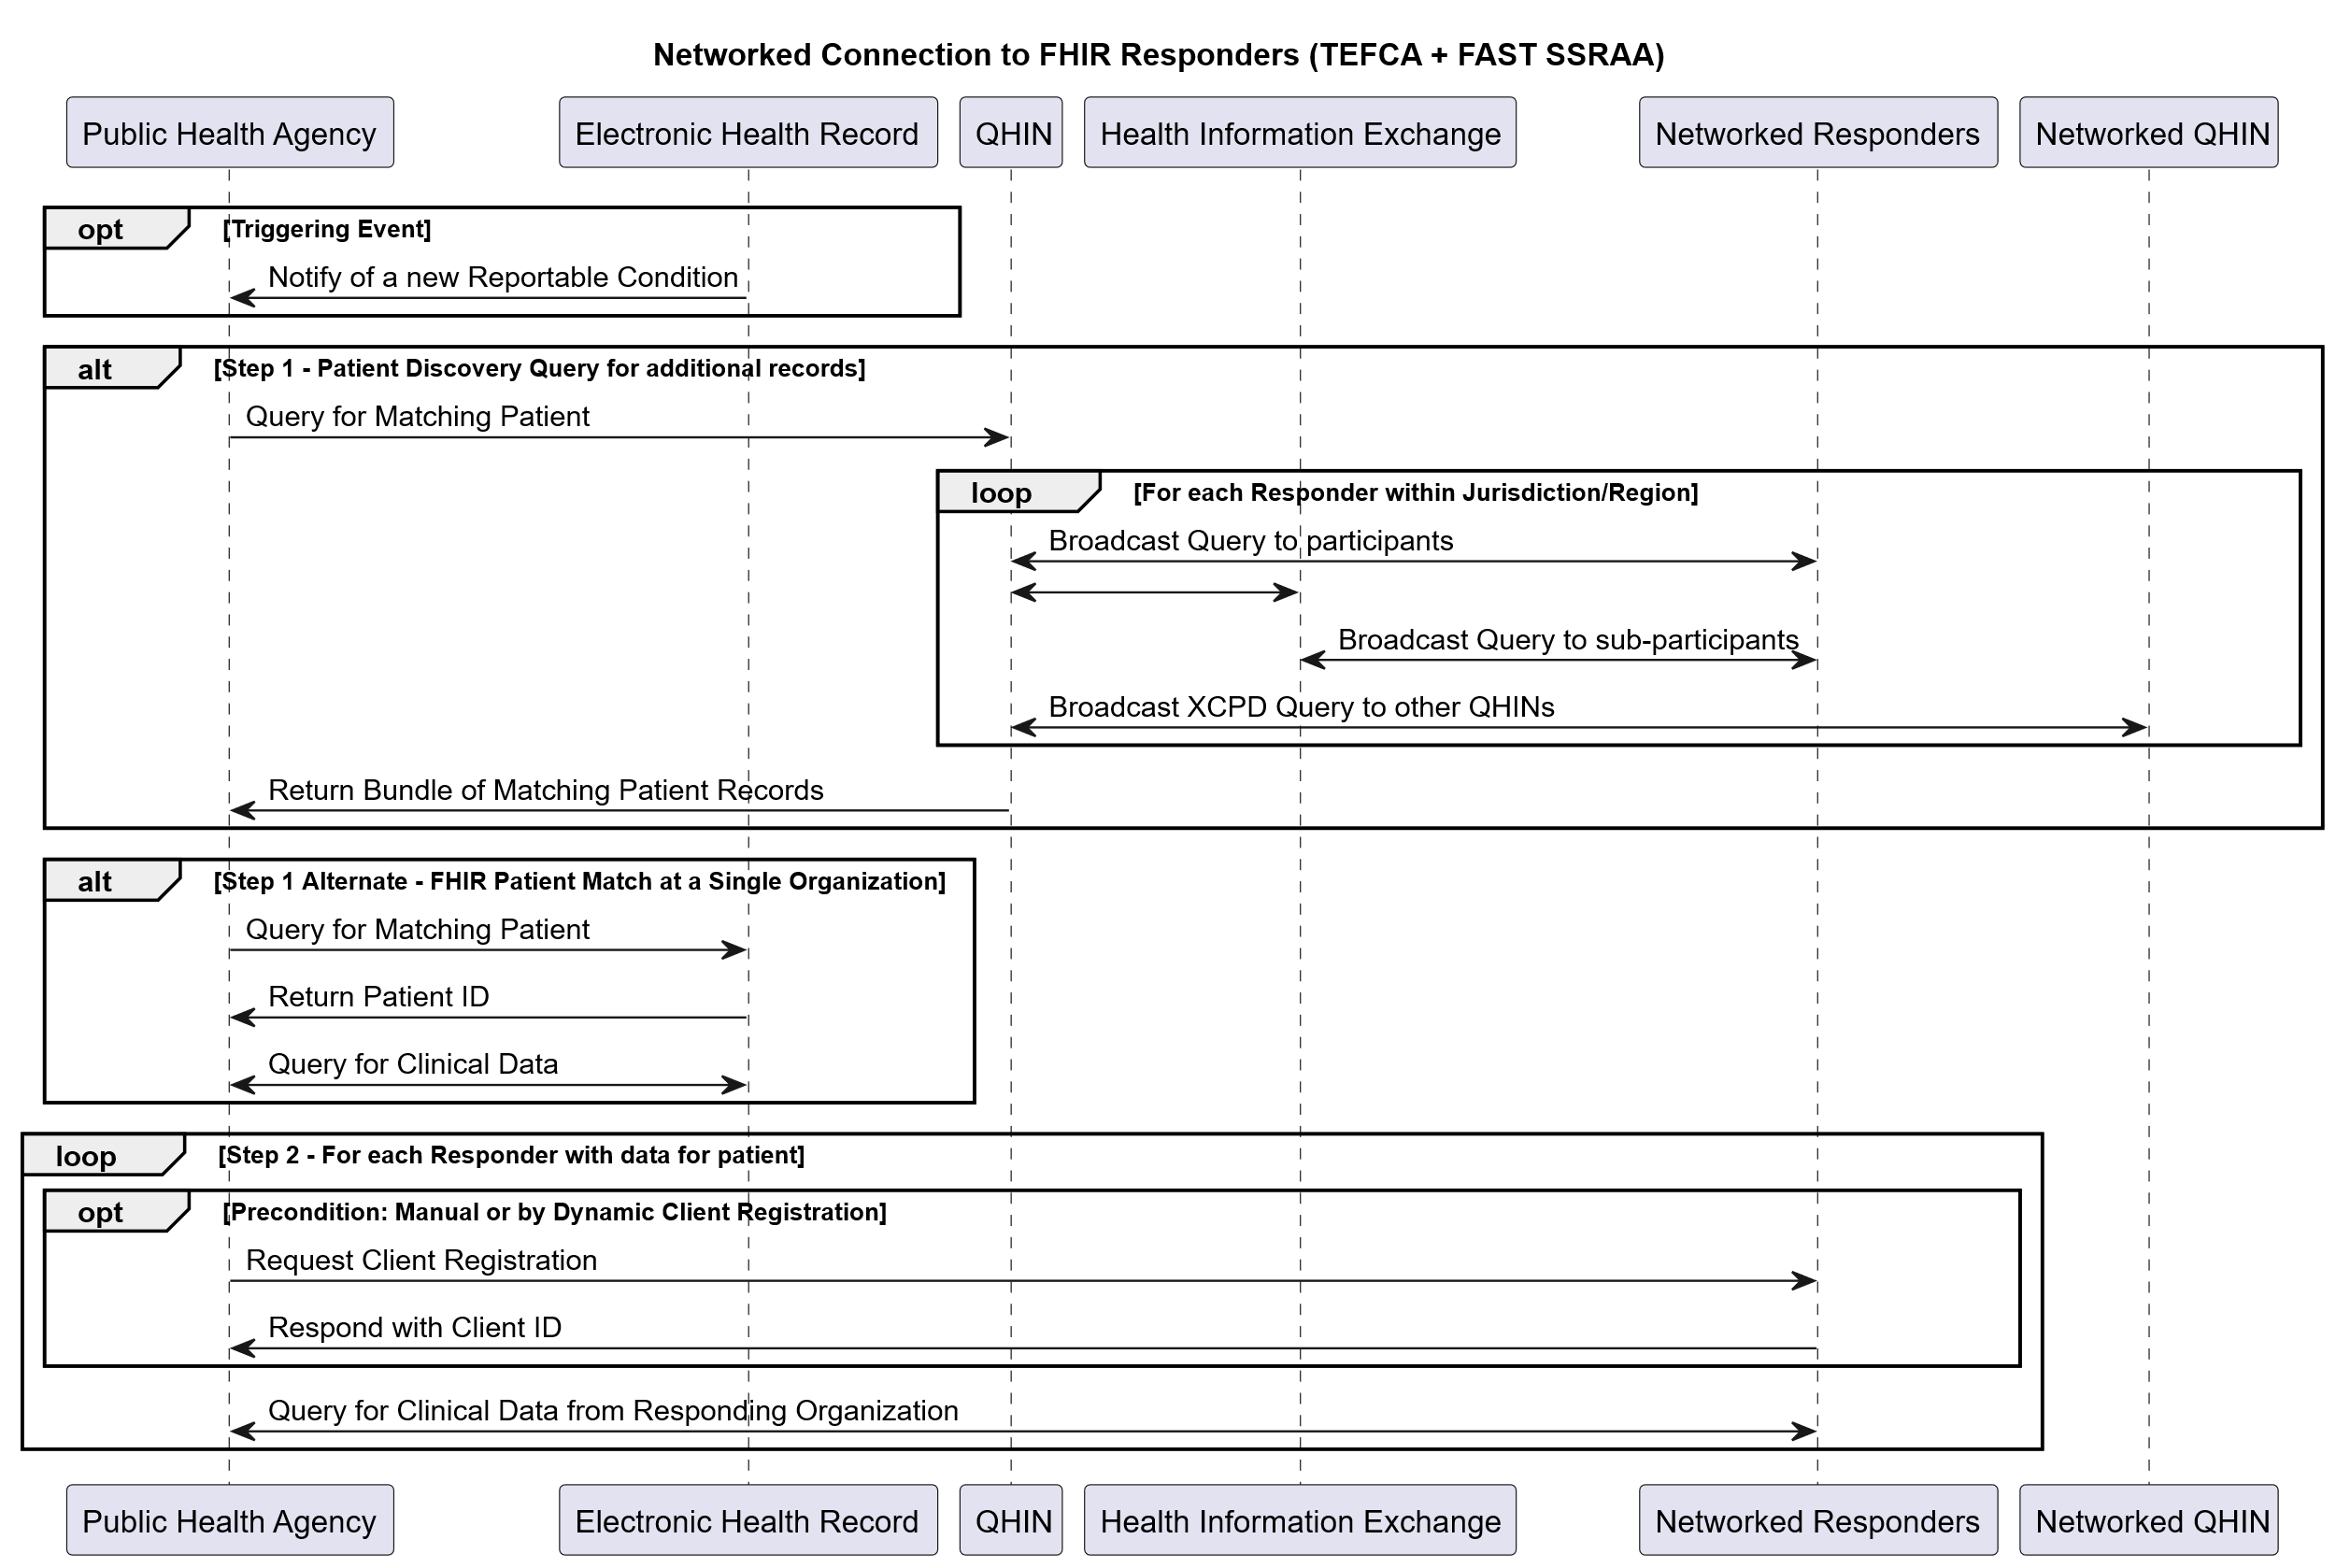 Networked Connection to FHIR Responders (TEFCA + FAST SSRAA)
Public Health Agency
Electronic Health Record
QHIN
Health Information Exchange
Networked Responders
Networked QHIN
opt
[Triggering Event]
Notify of a new Reportable Condition
alt
[Step 1 - Patient Discovery Query for additional records]
Query for Matching Patient
loop
[For each Responder within Jurisdiction/Region]
Broadcast Query to participants
Broadcast Query to sub-participants
Broadcast XCPD Query to other QHINs
Return Bundle of Matching Patient Records
alt
[Step 1 Alternate - FHIR Patient Match at a Single Organization]
Query for Matching Patient
Return Patient ID
Query for Clinical Data
loop
[Step 2 - For each Responder with data for patient]
opt
[Precondition: Manual or by Dynamic Client Registration]
Request Client Registration
Respond with Client ID
Query for Clinical Data from Responding Organization
Public Health Agency
Electronic Health Record
QHIN
Health Information Exchange
Networked Responders
Networked QHIN